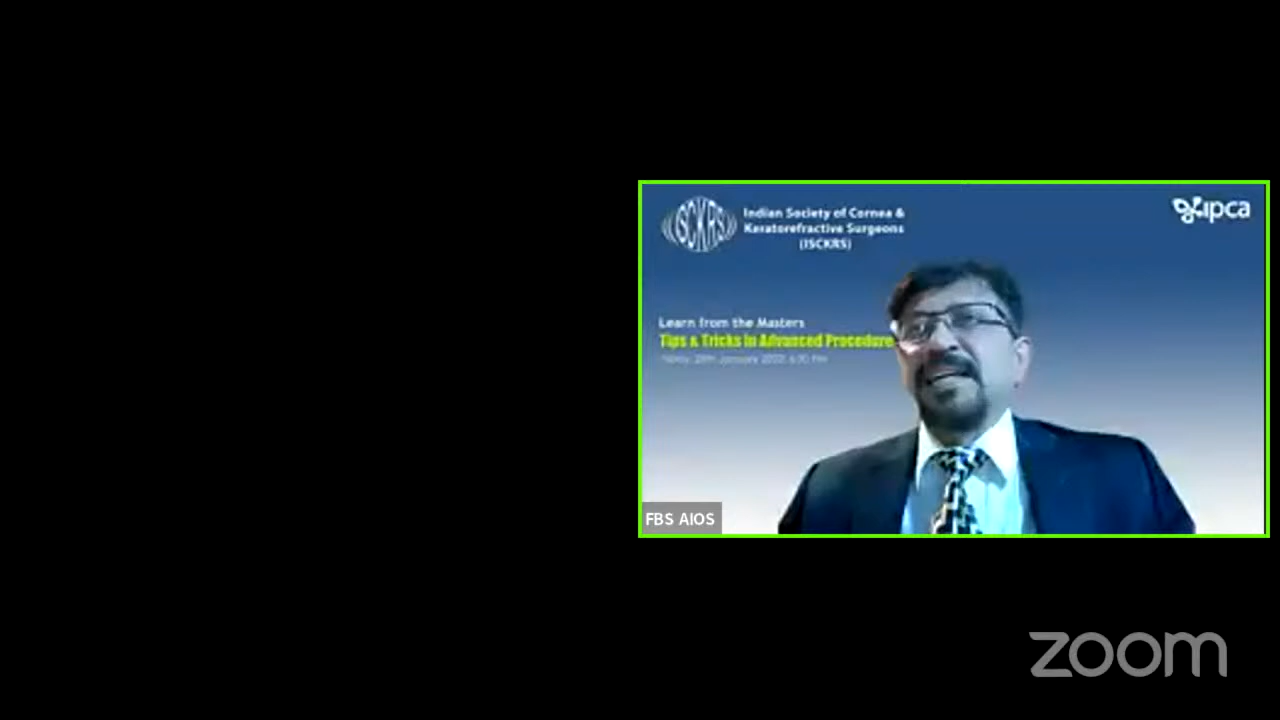 ISCKRS
Indian Society of Cornea &
Keratorefractive Surgeons
(ISCKRS)
ipca
Learn from the Masters
Tips & Tricks in Advanced Procedure
January
FBS AIOS
zoom